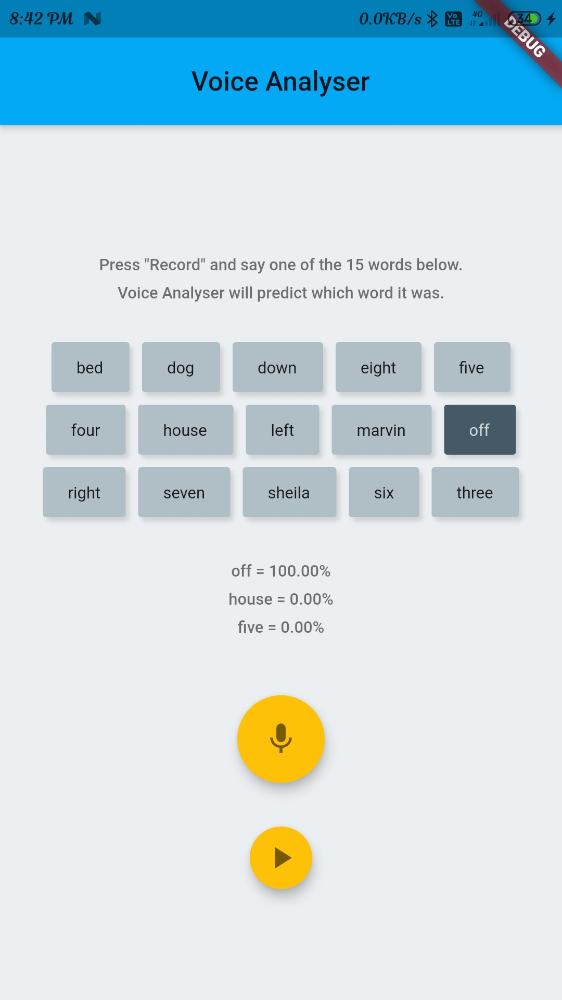 8:42 PM 0.0KB/s Vo LTE 4G 34
DEBUG
Voice Analyser
Press "Record" and say one of the 15 words below.
Voice Analyser will predict which word it was.
bed dog down eight five
four house left marvin off
right seven sheila six three
off = 100.00%
house = 0.00%
five = 0.00%